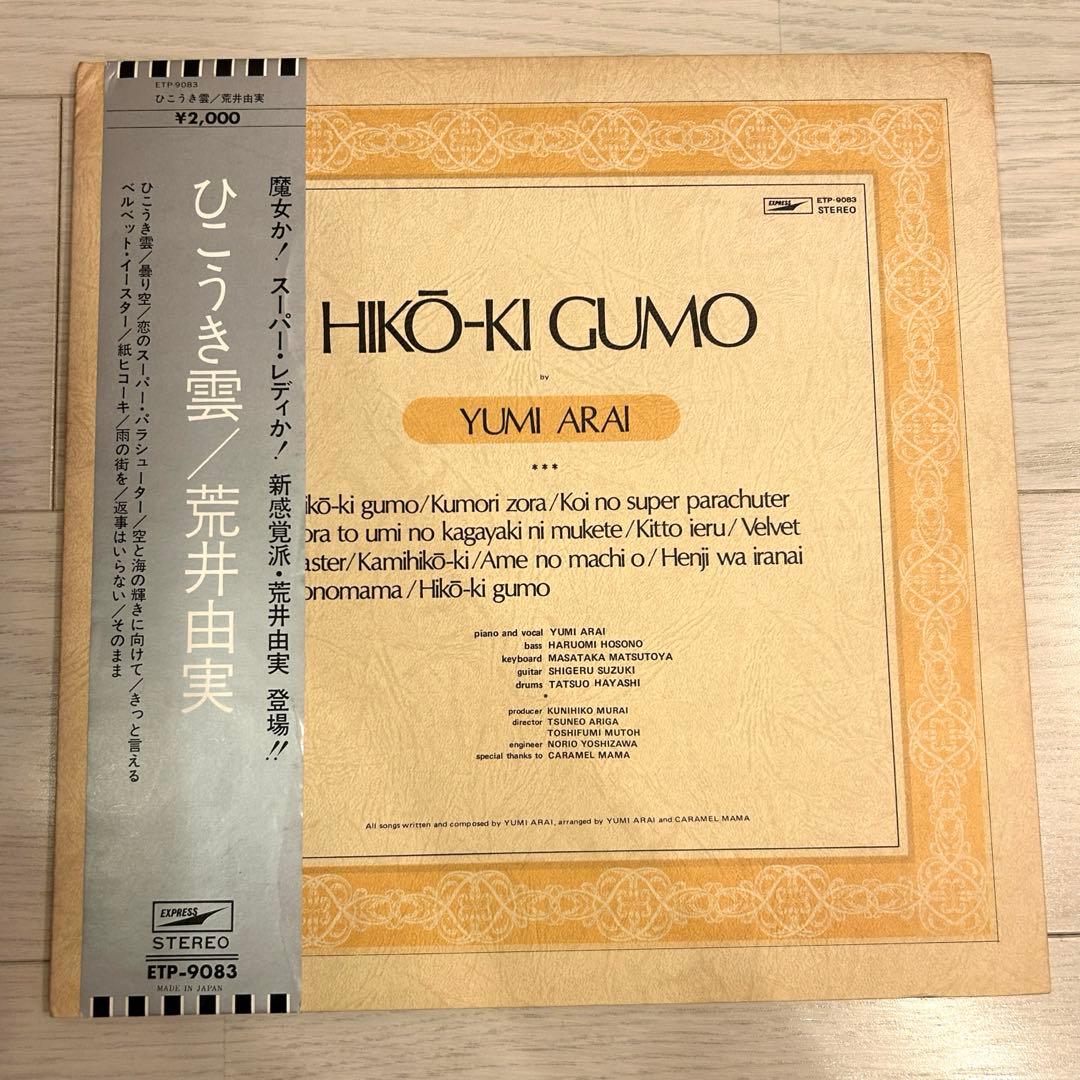 ETP-9083
ひこうき雲/荒井由実
¥2,000
魔女か!スーパー・レディか!新感覚派・荒井由実 登場!!
ひこうき雲/荒井由実
ひこうき雲/曇り空/恋のスーパー・パラシューター/空と海の輝きに向けて/きっと言える
ベルベット・イースター/紙ヒコーキ/雨の街を/返事はいらない/そのまま
EXPRESS
STEREO
ETP-9083
MADE IN JAPAN
EXPRESS
ETP-9083
STEREO
HIKŌ-KI GUMO
by
YUMI ARAI
***
ikō-ki gumo/Kumori zora/Koi no super parachuter
ora to umi no kagayaki ni mukete/Kitto ieru/Velvet
aster/Kamihikō-ki/Ame no machi o/Henji wa iranai
onomama/Hikō-ki gumo
piano and vocal YUMI ARAI
bass HARUOMI HOSONO
keyboard MASATAKA MATSUTOYA
guitar SHIGERU SUZUKI
drums TATSUO HAYASHI
*
producer KUNIHIKO MURAI
director TSUNEO ARIGA
TOSHIFUMI MUTOH
engineer NORIO YOSHIZAWA
special thanks to CARAMEL MAMA
All songs written and composed by YUMI ARAI, arranged by YUMI ARAI and CARAMEL MAMA